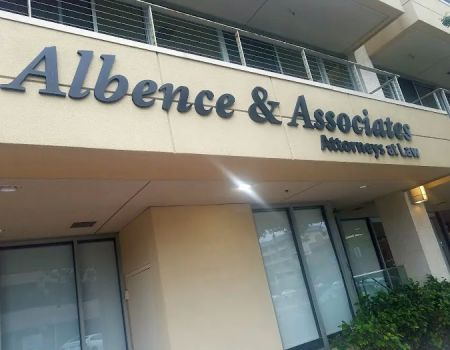 Albence & Associates
Attorneys at Law